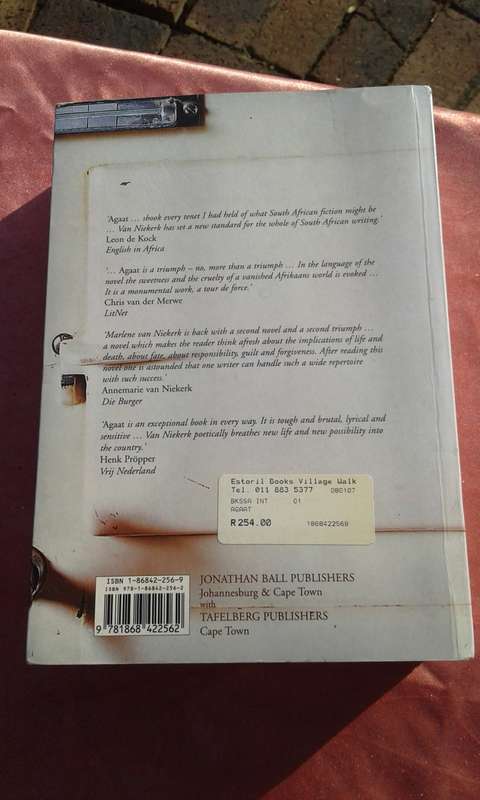 'Agaat ... shook every tenet I had held of what South African fiction might be
... Van Niekerk has set a new standard for the whole of South African writing.'
Leon de Kock
English in Africa
'... Agaat is a triumph – no, more than a triumph ... In the language of the
novel the sweetness and the cruelty of a vanished Afrikaans world is evoked ...
It is a monumental work, a tour de force.'
Chris van der Merwe
LitNet
'Marlene van Niekerk is back with a second novel and a second triumph ...
a novel which makes the reader think afresh about the implications of life and
death, about fate, about responsibility, guilt and forgiveness. After reading this
novel one is astounded that one writer can handle such a wide repertoire
with such success.'
Annemarie van Niekerk
Die Burger
'Agaat is an exceptional book in every way. It is tough and brutal, lyrical and
sensitive ... Van Niekerk poetically breathes new life and new possibility into
the country.'
Henk Pröpper
Vrij Nederland
Estoril Books Village Walk
Tel. 011 883 5377 080107
BKSSA INT 01
AGAAT
R 254.00 1868422569
ISBN 1-86842-256-9
ISBN 978-1-86842-256-2
9 781868 422562
JONATHAN BALL PUBLISHERS
Johannesburg & Cape Town
with
TAFELBERG PUBLISHERS
Cape Town